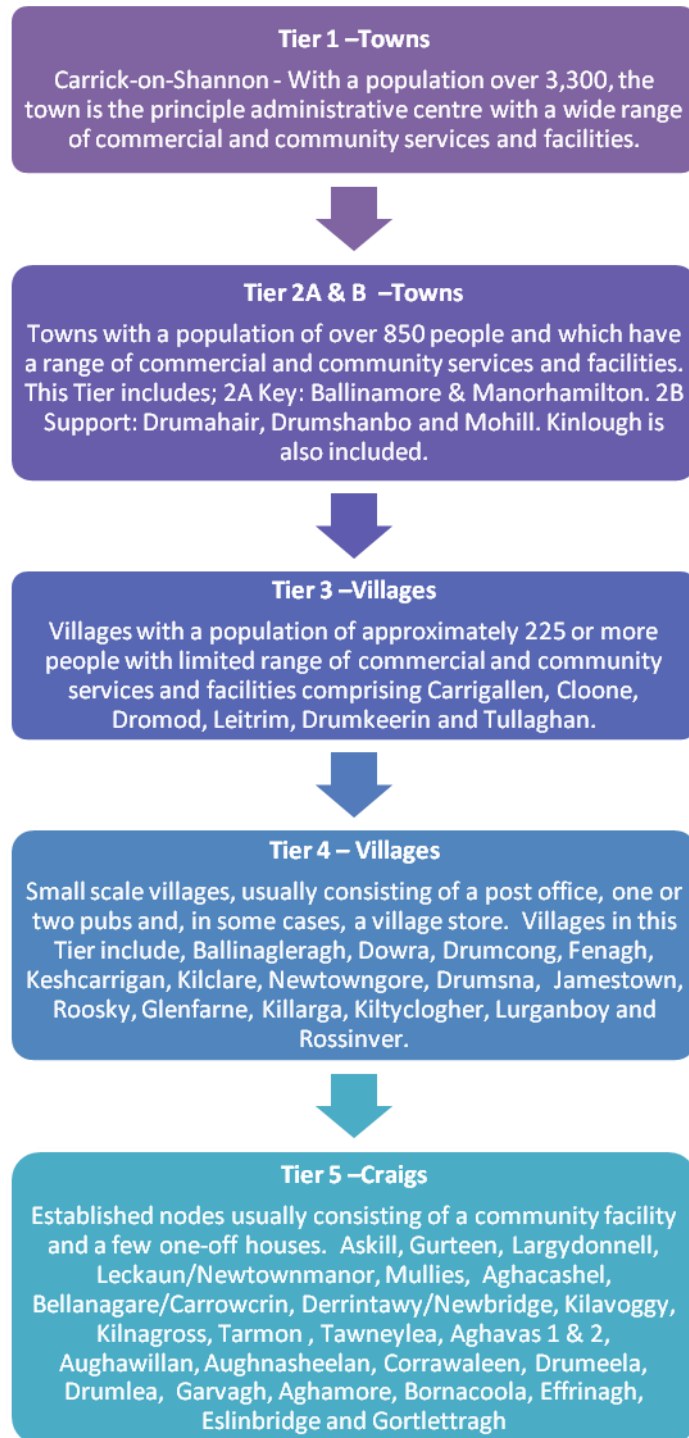 Tier 1 –Towns
Carrick-on-Shannon - With a population over 3,300, the
town is the principle administrative centre with a wide range
of commercial and community services and facilities.
Tier 2A & B –Towns
Towns with a population of over 850 people and which have
a range of commercial and community services and facilities.
This Tier includes; 2A Key: Ballinamore & Manorhamilton. 2B
Support: Drumahair, Drumshanbo and Mohill. Kinlough is
also included.
Tier 3 –Villages
Villages with a population of approximately 225 or more
people with limited range of commercial and community
services and facilities comprising Carrigallen, Cloone,
Dromod, Leitrim, Drumkeerin and Tullaghan.
Tier 4 – Villages
Small scale villages, usually consisting of a post office, one or
two pubs and, in some cases, a village store. Villages in this
Tier include, Ballinagleragh, Dowra, Drumcong, Fenagh,
Keshcarrigan, Kilclare, Newtowngore, Drumsna, Jamestown,
Roosky, Glenfarne, Killarga, Kiltyclogher, Lurganboy and
Rossinver.
Tier 5 –Craigs
Established nodes usually consisting of a community facility
and a few one-off houses. Askill, Gurteen, Largydonnell,
Leckaun/Newtownmanor, Mullies, Aghacashel,
Bellanagare/Carrowcrin, Derrintawy/Newbridge, Kilavoggy,
Kilnagross, Tarmon , Tawneylea, Aghavas 1 & 2,
Aughawillan, Aughnasheelan, Corrawaleen, Drumeela,
Drumlea, Garvagh, Aghamore, Bornacoola, Effrinagh,
Eslinbridge and Gortlettragh